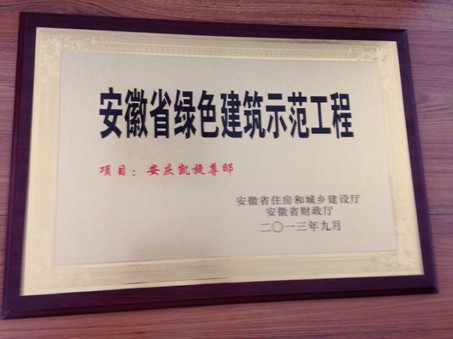 安徽省绿色建筑示范工程
项目：安庆凯旋尊邸
安徽省住房和城乡建设厅
安徽省财政厅
二〇一三年九月